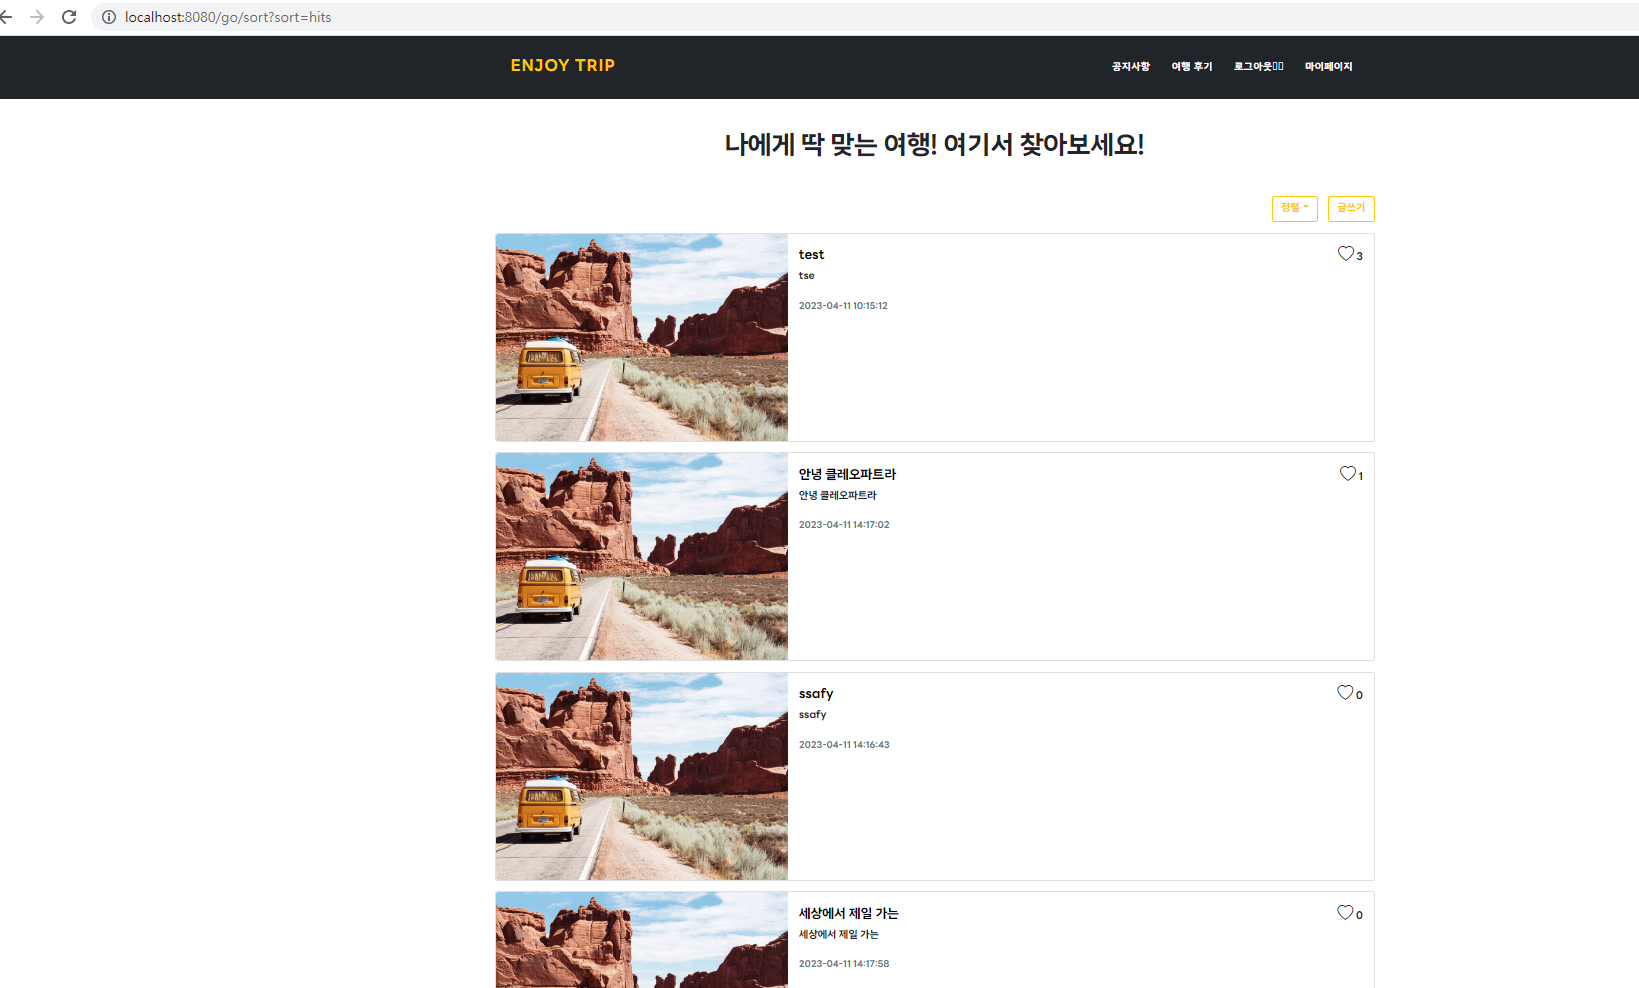 localhost:8080/go/sort?sort=hits
ENJOY TRIP
공지사항 여행 후기 로그아웃 마이페이지
나에게 딱 맞는 여행! 여기서 찾아보세요!
정렬 글쓰기
test 3
tse
2023-04-11 10:15:12
안녕 클레오파트라 1
안녕 클레오파트라
2023-04-11 14:17:02
ssafy 0
ssafy
2023-04-11 14:16:43
세상에서 제일 가는 0
세상에서 제일 가는
2023-04-11 14:17:58